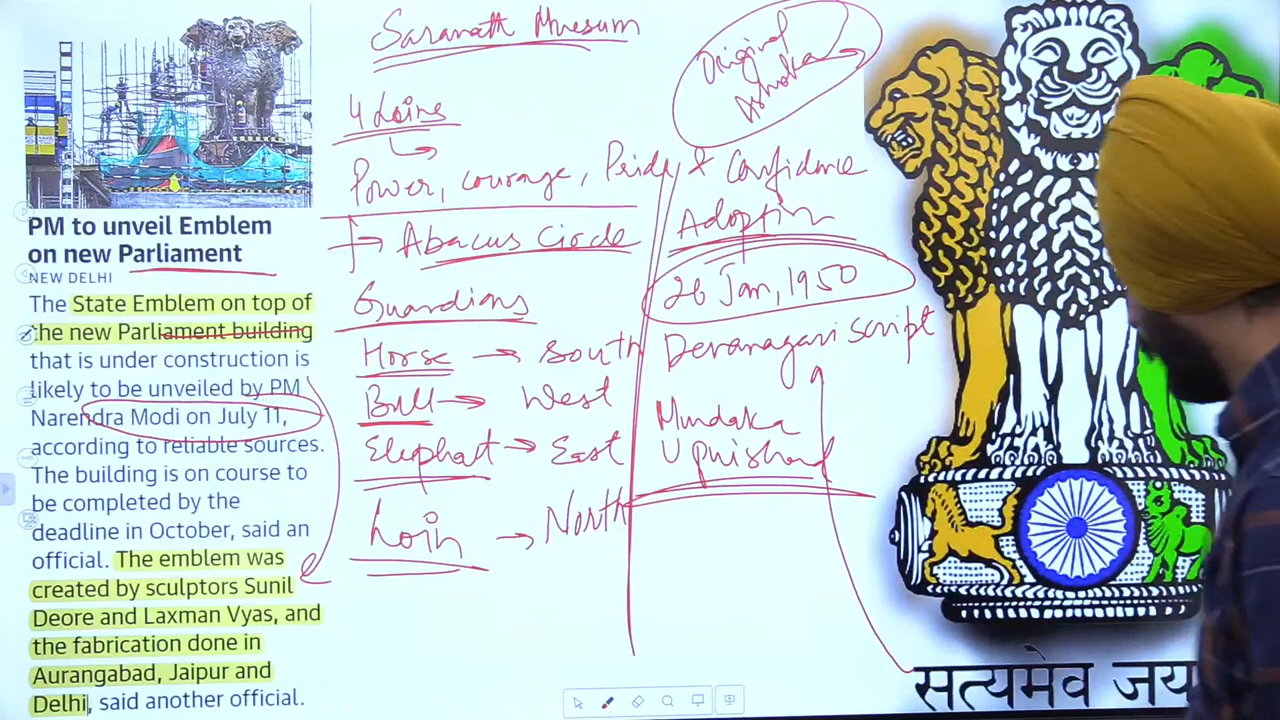 PM to unveil Emblem
on new Parliament
NEW DELHI
The State Emblem on top of
the new Parliament building
that is under construction is
likely to be unveiled by PM
Narendra Modi on July 11,
according to reliable sources.
The building is on course to
be completed by the
deadline in October, said an
official. The emblem was
created by sculptors Sunil
Deore and Laxman Vyas, and
the fabrication done in
Aurangabad, Jaipur and
Delhi, said another official.
Saranath Museum
4 Loins
Power, courage, Pride & Confidence
Abacus Circle
Guardians
Horse → South
Bull → West
Elephant → East
Loin → North
Original
Ashoka
Adoption
26 Jan, 1950
Devanagari Script
Mundaka
Upnishad
सत्यमेव जय